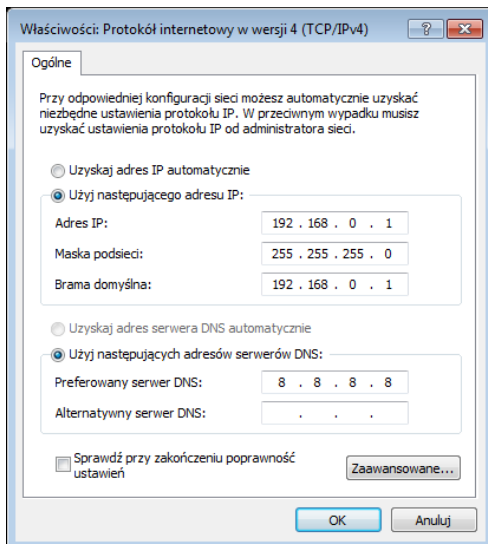 Właściwości: Protokół internetowy w wersji 4 (TCP/IPv4)
Ogólne
Przy odpowiedniej konfiguracji sieci możesz automatycznie uzyskać
niezbędne ustawienia protokołu IP. W przeciwnym wypadku musisz
uzyskać ustawienia protokołu IP od administratora sieci.
Uzyskaj adres IP automatycznie
Użyj następującego adresu IP:
Adres IP: 192 . 168 . 0 . 1
Maska podsieci: 255 . 255 . 255 . 0
Brama domyślna: 192 . 168 . 0 . 1
Uzyskaj adres serwera DNS automatycznie
Użyj następujących adresów serwerów DNS:
Preferowany serwer DNS: 8 . 8 . 8 . 8
Alternatywny serwer DNS: . . .
Sprawdź przy zakończeniu poprawność
ustawień
Zaawansowane...
OK Anuluj